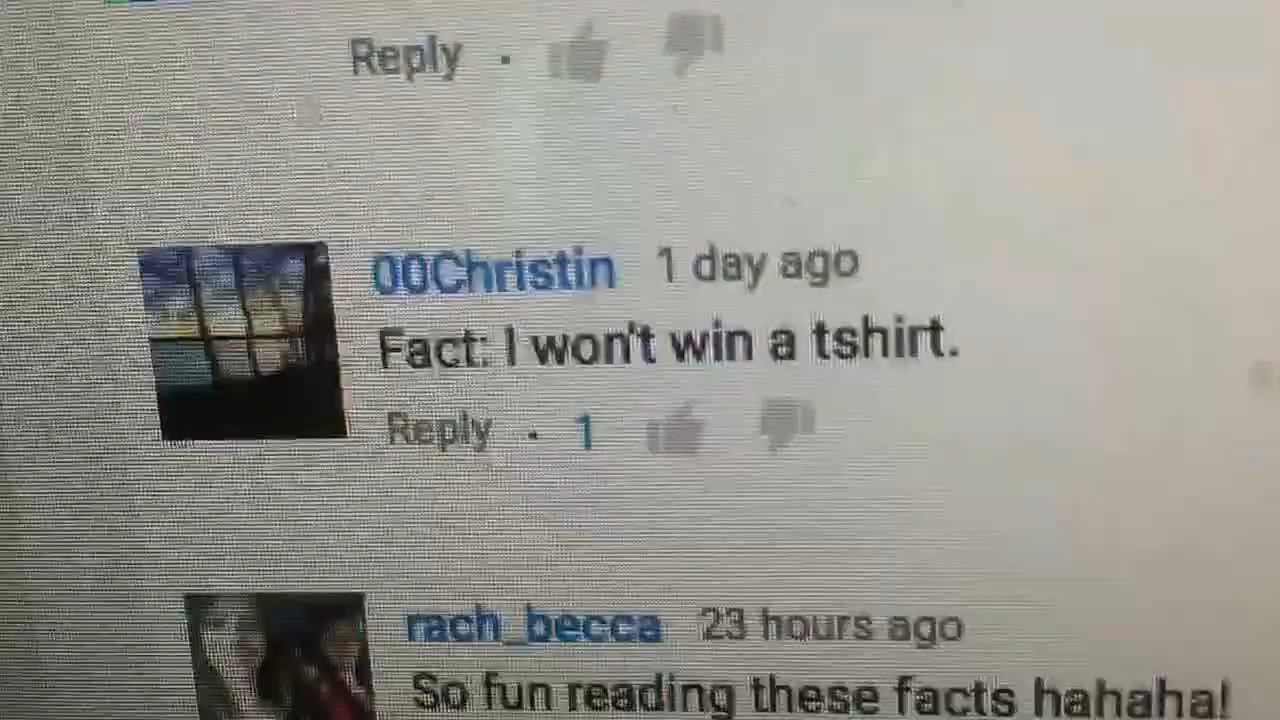 Reply
00Christin 1 day ago
Fact: I won't win a tshirt.
Reply · 1
rach_becca 23 hours ago
So fun reading these facts hahaha!